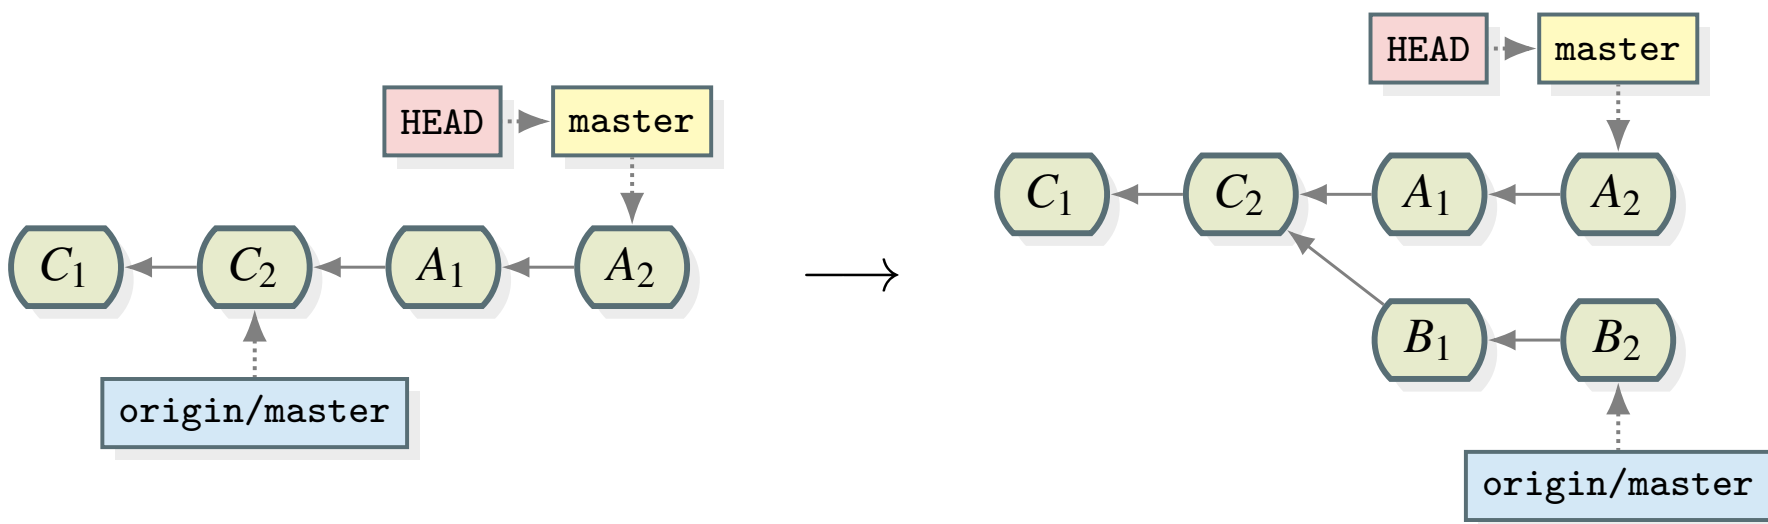 HEAD master
C₁ C₂ A₁ A₂
origin/master
HEAD master
C₁ C₂ A₁ A₂
B₁ B₂
origin/master